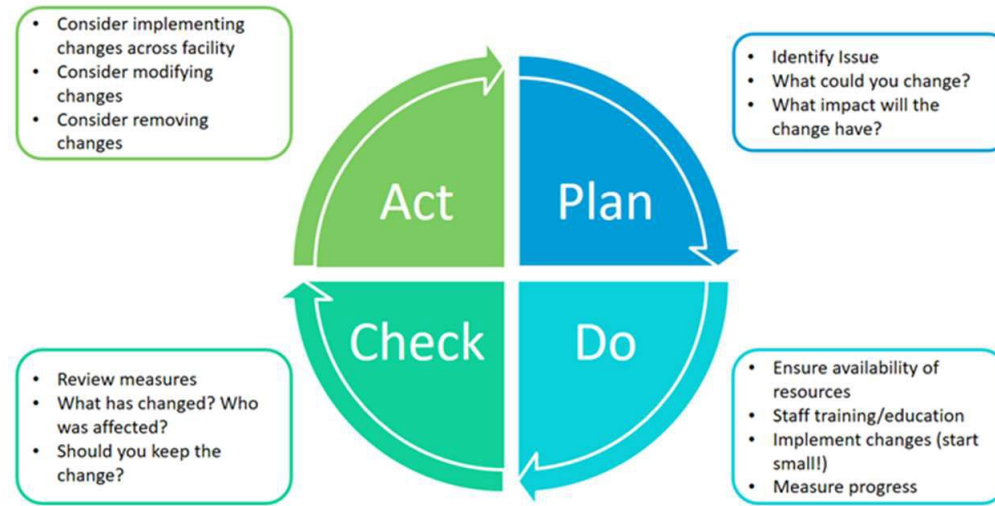 • Consider implementing
changes across facility
• Consider modifying
changes
• Consider removing
changes
• Identify Issue
• What could you change?
• What impact will the
change have?
Act
Plan
Check
Do
• Review measures
• What has changed? Who
was affected?
• Should you keep the
change?
• Ensure availability of
resources
• Staff training/education
• Implement changes (start
small!)
• Measure progress